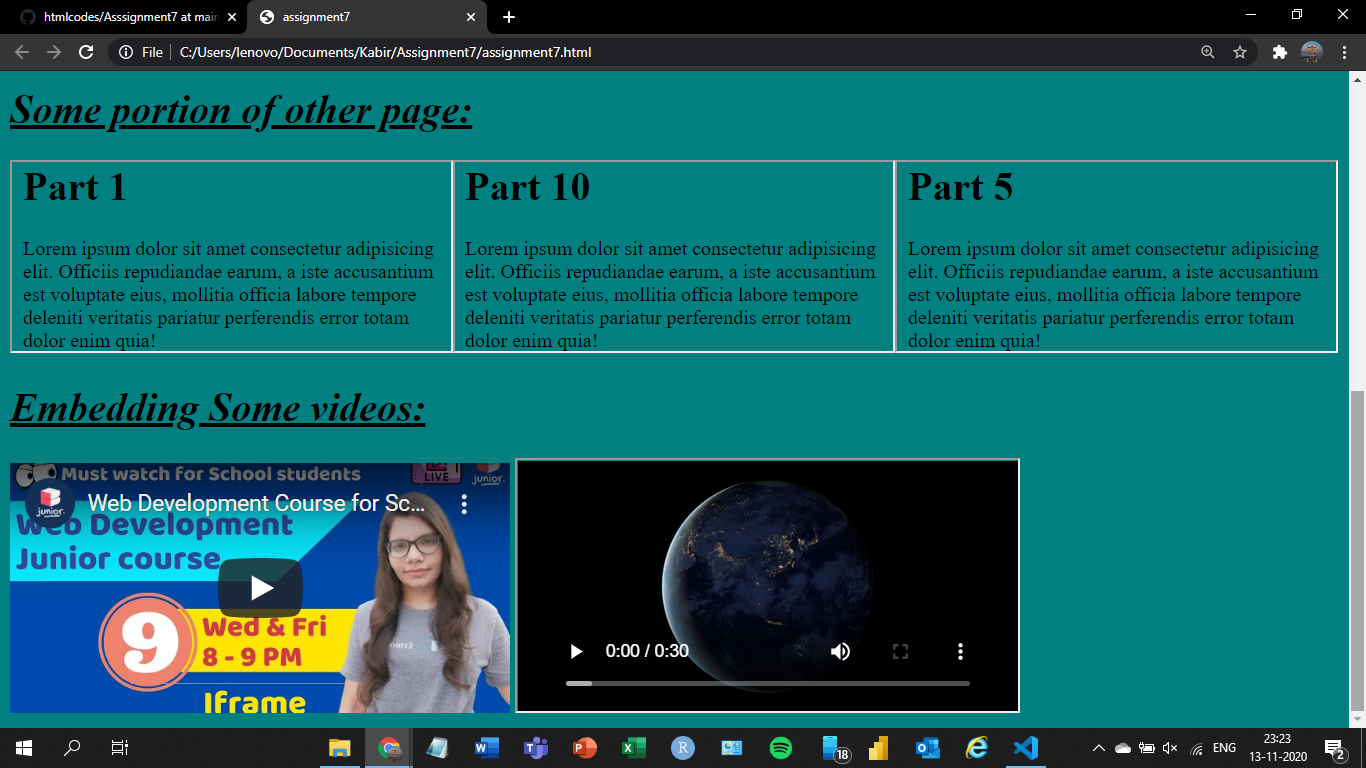 htmlcodes/Asssignment7 at main
assignment7
File
C:/Users/lenovo/Documents/Kabir/Assignment7/assignment7.html
Some portion of other page:
Part 1
Lorem ipsum dolor sit amet consectetur adipisicing
elit. Officiis repudiandae earum, a iste accusantium
est voluptate eius, mollitia officia labore tempore
deleniti veritatis pariatur perferendis error totam
dolor enim quia!
Part 10
Lorem ipsum dolor sit amet consectetur adipisicing
elit. Officiis repudiandae earum, a iste accusantium
est voluptate eius, mollitia officia labore tempore
deleniti veritatis pariatur perferendis error totam
dolor enim quia!
Part 5
Lorem ipsum dolor sit amet consectetur adipisicing
elit. Officiis repudiandae earum, a iste accusantium
est voluptate eius, mollitia officia labore tempore
deleniti veritatis pariatur perferendis error totam
dolor enim quia!
Embedding Some videos:
Must watch for School students
LIVE
junior.
junior.
Web Development Course for Sc...
Web Development
Junior course
9
Wed & Fri
8 - 9 PM
Iframe
0:00 / 0:30
18
ENG
23:23
13-11-2020
2